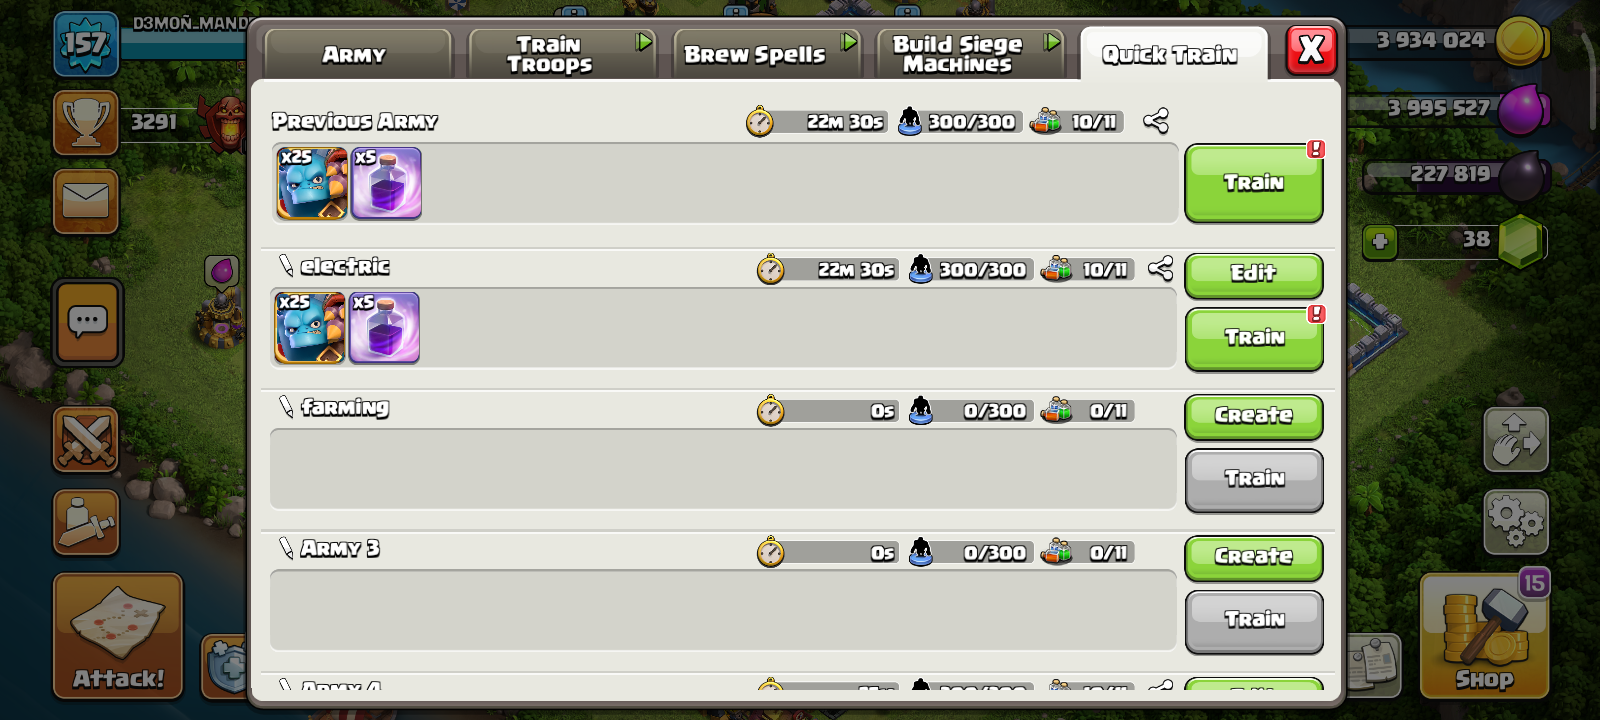 157
D3MOÑ_MAND
3291
Army
Train
Troops
Brew Spells
Build Siege
Machines
Quick Train
X
3 934 024
3 995 527
227 819
38
Previous Army
22m 30s
300/300
10/11
x25
x5
Train
!
electric
22m 30s
300/300
10/11
Edit
x25
x5
Train
!
farming
0s
0/300
0/11
Create
Train
Army 3
0s
0/300
0/11
Create
Train
Army 4
Attack!
15
Shop